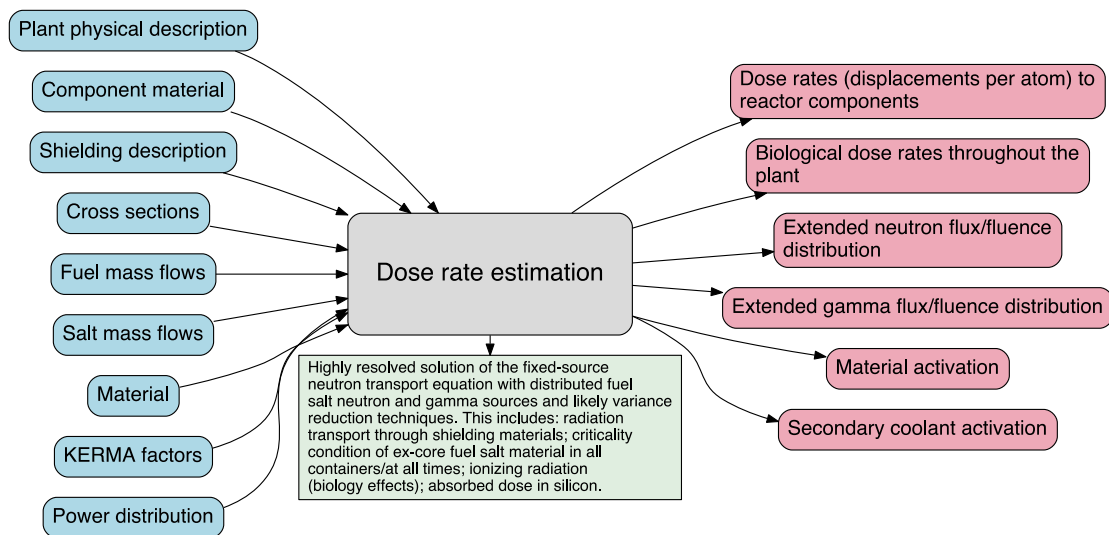 Plant physical description
Component material
Shielding description
Cross sections
Fuel mass flows
Salt mass flows
Material
KERMA factors
Power distribution
Dose rate estimation
Highly resolved solution of the fixed-source
neutron transport equation with distributed fuel
salt neutron and gamma sources and likely variance
reduction techniques. This includes: radiation
transport through shielding materials; criticality
condition of ex-core fuel salt material in all
containers/at all times; ionizing radiation
(biology effects); absorbed dose in silicon.
Dose rates (displacements per atom) to
reactor components
Biological dose rates throughout the
plant
Extended neutron flux/fluence
distribution
Extended gamma flux/fluence distribution
Material activation
Secondary coolant activation